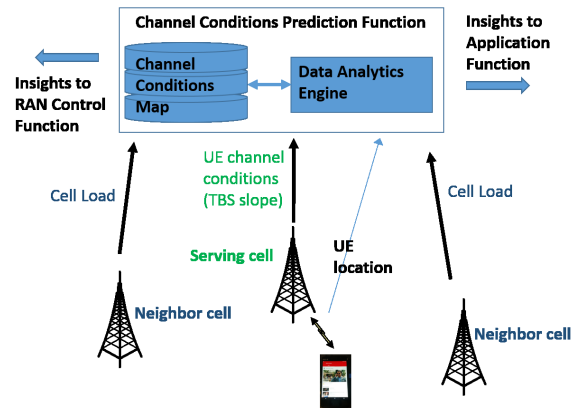 Channel Conditions Prediction Function
Insights to
Application
Function
Channel
Conditions
Map
Data Analytics
Engine
Insights to
RAN Control
Function
UE channel
conditions
(TBS slope)
Cell Load
Cell Load
Serving cell
UE
location
Neighbor cell
Neighbor cell